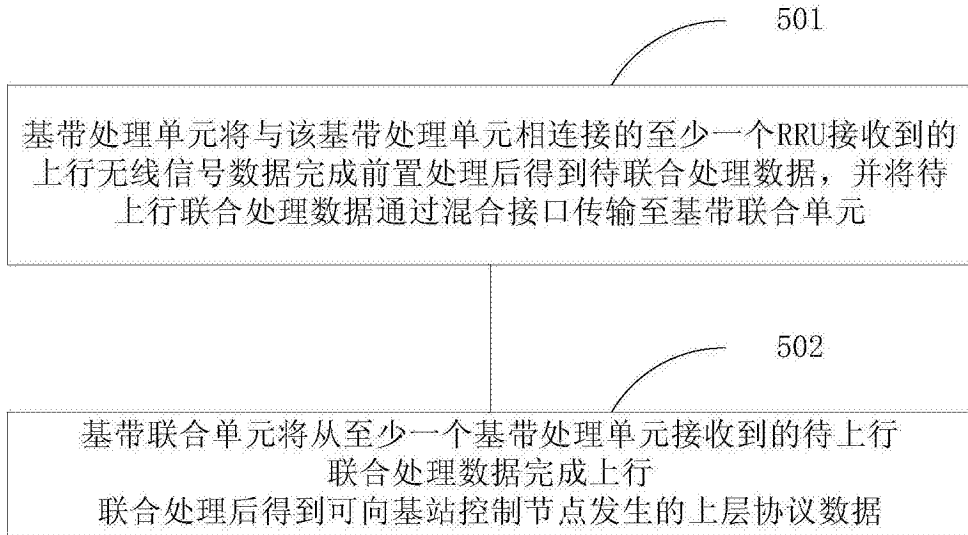 501
基带处理单元将与该基带处理单元相连接的至少一个RRU接收到的
上行无线信号数据完成前置处理后得到待联合处理数据，并将待
上行联合处理数据通过混合接口传输至基带联合单元
502
基带联合单元将从至少一个基带处理单元接收到的待上行
联合处理数据完成上行
联合处理后得到可向基站控制节点发生的上层协议数据